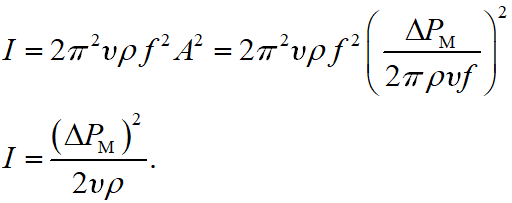 I = 2π²υρf²A² = 2π²υρf²(ΔP_M / 2πρυf)²
I = (ΔP_M)² / 2υρ.